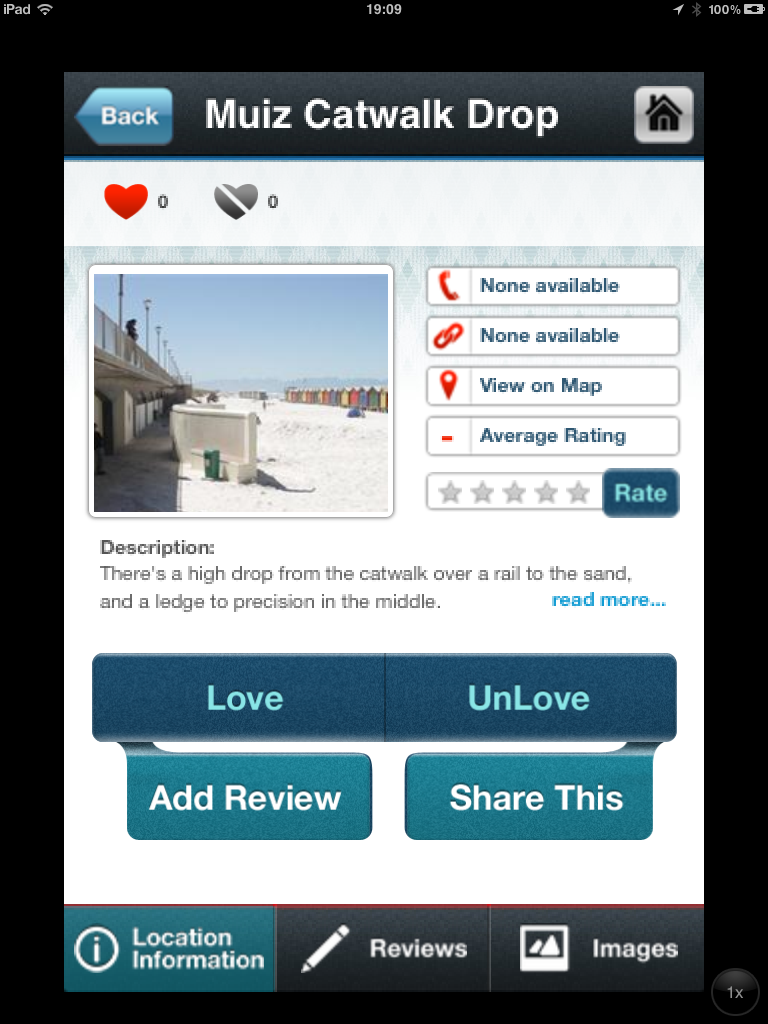 iPad 19:09 100%
Back Muiz Catwalk Drop
0 0
None available
None available
View on Map
- Average Rating
Rate
Description:
There's a high drop from the catwalk over a rail to the sand,
and a ledge to precision in the middle. read more...
Love UnLove
Add Review Share This
Location
Information
Reviews
Images
1x